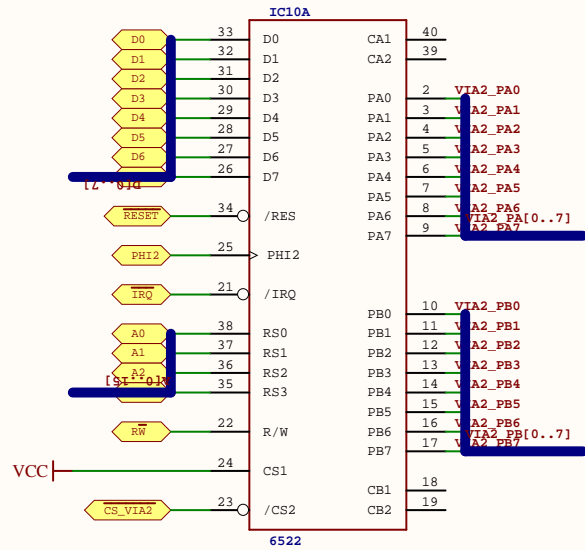 IC10A
D0 33 D0 CA1 40
D1 32 D1 CA2 39
D2 31 D2
D3 30 D3 PA0 2 VIA2_PA0
D4 29 D4 PA1 3 VIA2_PA1
D5 28 D5 PA2 4 VIA2_PA2
D6 27 D6 PA3 5 VIA2_PA3
D[0..7] 26 D7 PA4 6 VIA2_PA4
PA5 7 VIA2_PA5
RESET 34 /RES PA6 8 VIA2_PA6
VIA2_PA[0..7]
PA7 9 VIA2_PA7
PHI2 25 PHI2
IRQ 21 /IRQ
PB0 10 VIA2_PB0
A0 38 RS0 PB1 11 VIA2_PB1
A1 37 RS1 PB2 12 VIA2_PB2
A2 36 RS2 PB3 13 VIA2_PB3
A[0..15] 35 RS3 PB4 14 VIA2_PB4
PB5 15 VIA2_PB5
RW 22 R/W PB6 16 VIA2_PB6
VIA2_PB[0..7]
PB7 17 VIA2_PB7
VCC 24 CS1
CB1 18
CS_VIA2 23 /CS2 CB2 19
6522